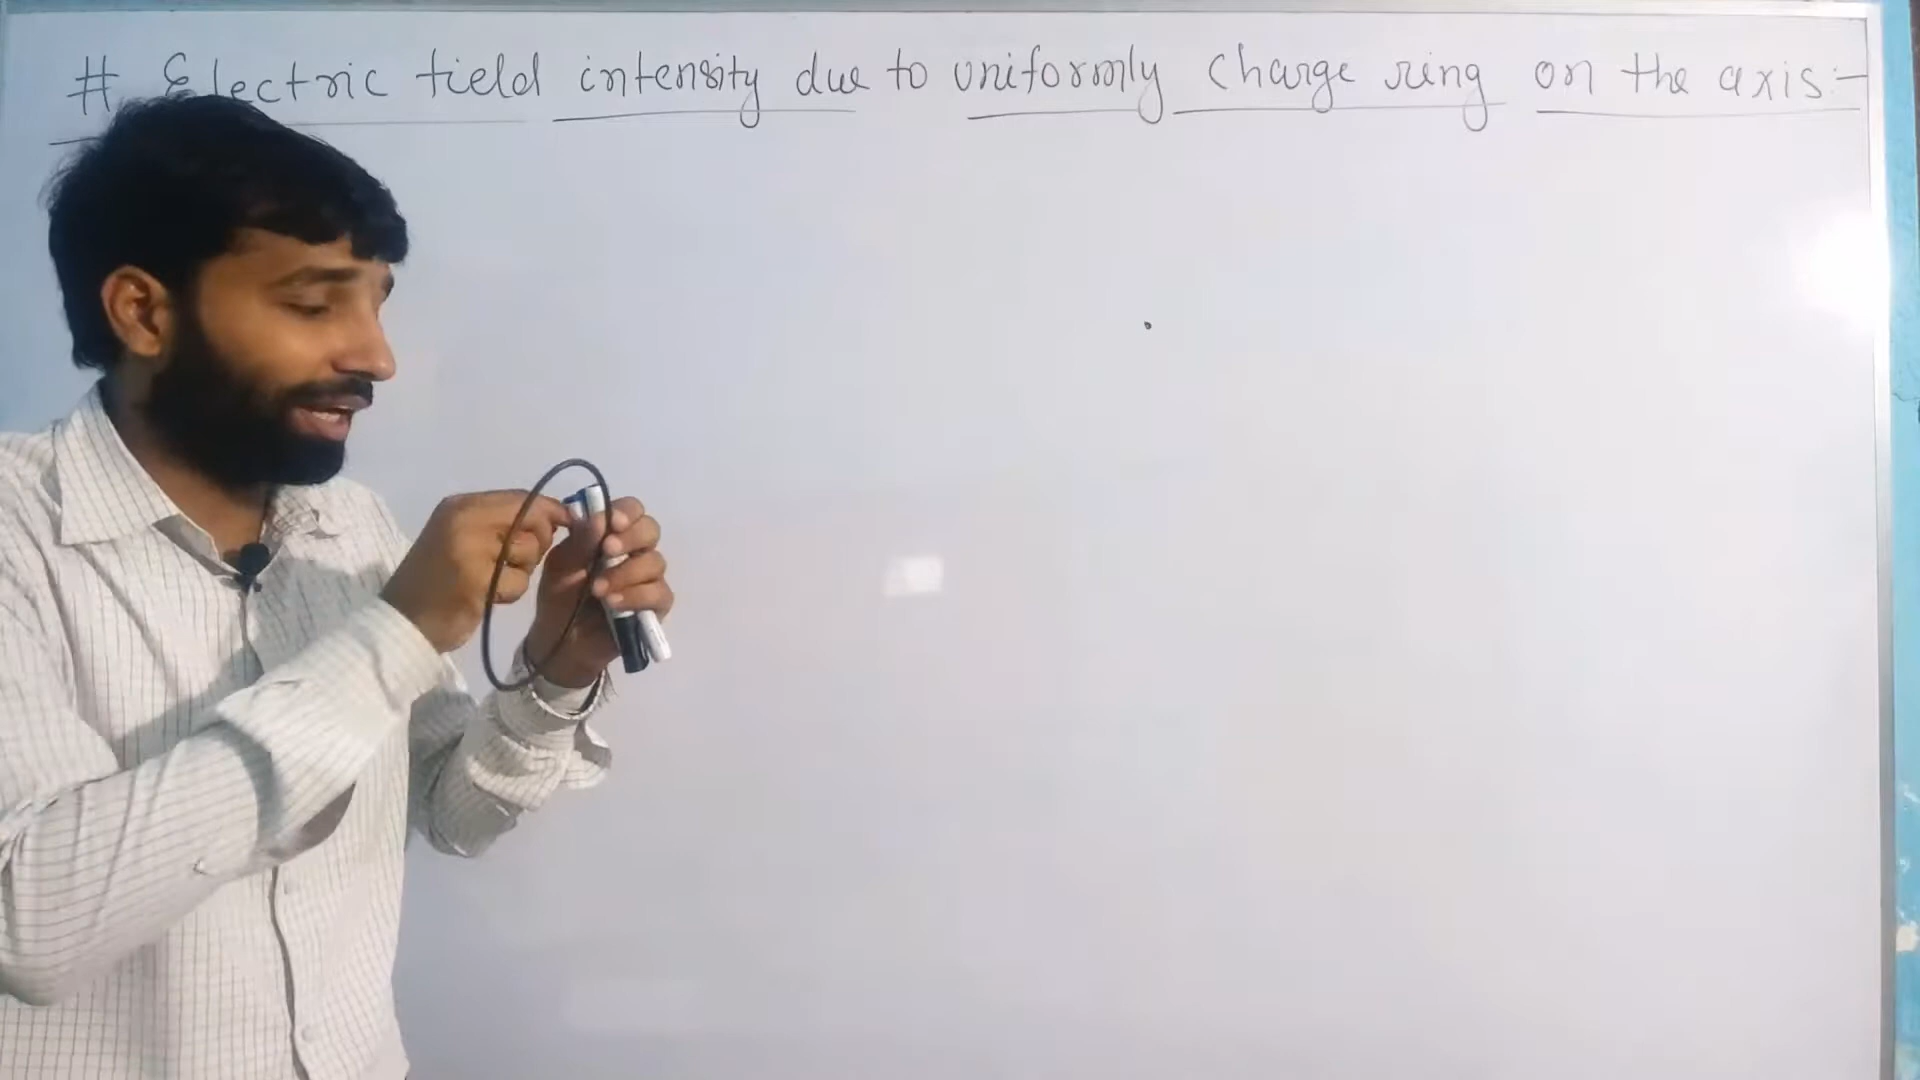 # Electric field intensity due to uniformly charge ring on the axis:-